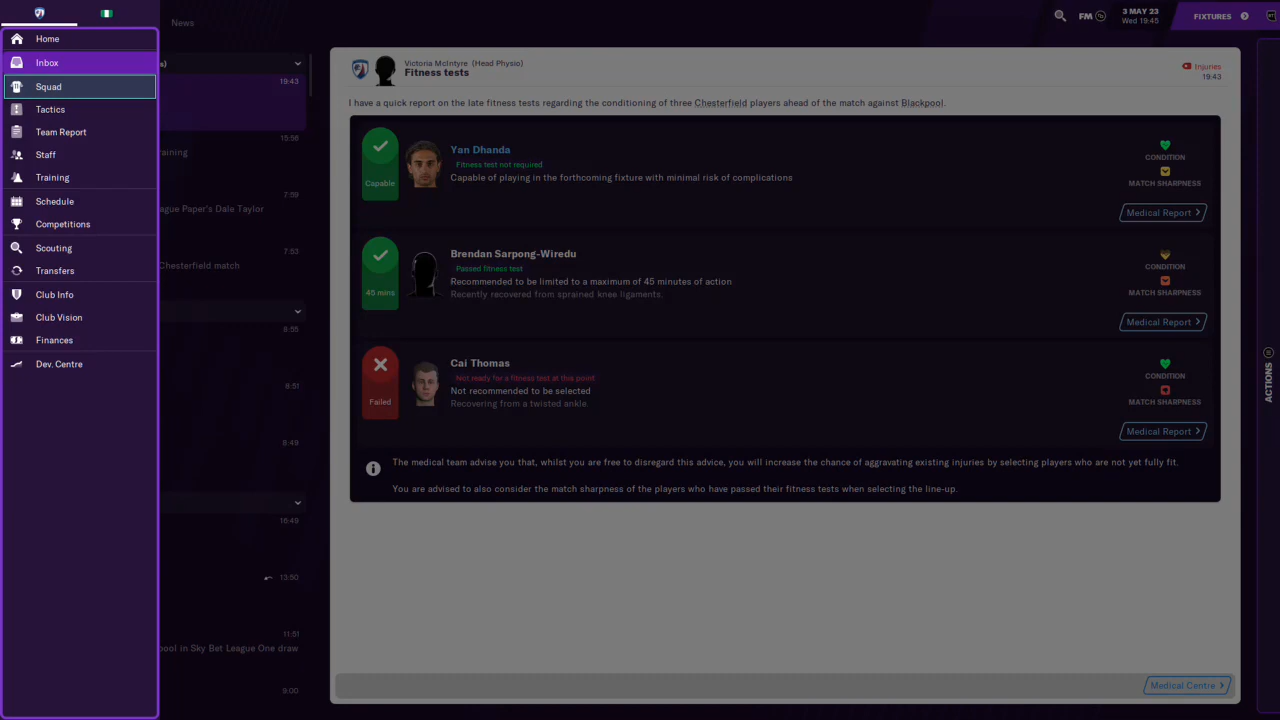 News
FM
3 MAY 23
Wed 19:45
FIXTURES
Home
Inbox
Squad
Tactics
Team Report
Staff
Training
Schedule
Competitions
Scouting
Transfers
Club Info
Club Vision
Finances
Dev. Centre
s)
19:43
15:56
raining
7:59
ague Paper's Dale Taylor
7:53
Chesterfield match
8:55
8:51
8:49
16:49
13:50
11:51
pool in Sky Bet League One draw
9:00
Victoria McIntyre (Head Physio)
Fitness tests
Injuries
19:43
I have a quick report on the late fitness tests regarding the conditioning of three Chesterfield players ahead of the match against Blackpool.
Capable
Yan Dhanda
Fitness test not required
Capable of playing in the forthcoming fixture with minimal risk of complications
CONDITION
MATCH SHARPNESS
Medical Report
45 mins
Brendan Sarpong-Wiredu
Passed fitness test
Recommended to be limited to a maximum of 45 minutes of action
Recently recovered from sprained knee ligaments.
CONDITION
MATCH SHARPNESS
Medical Report
Failed
Cai Thomas
Not ready for a fitness test at this point
Not recommended to be selected
Recovering from a twisted ankle.
CONDITION
MATCH SHARPNESS
Medical Report
The medical team advise you that, whilst you are free to disregard this advice, you will increase the chance of aggravating existing injuries by selecting players who are not yet fully fit.
You are advised to also consider the match sharpness of the players who have passed their fitness tests when selecting the line-up.
Medical Centre
ACTIONS